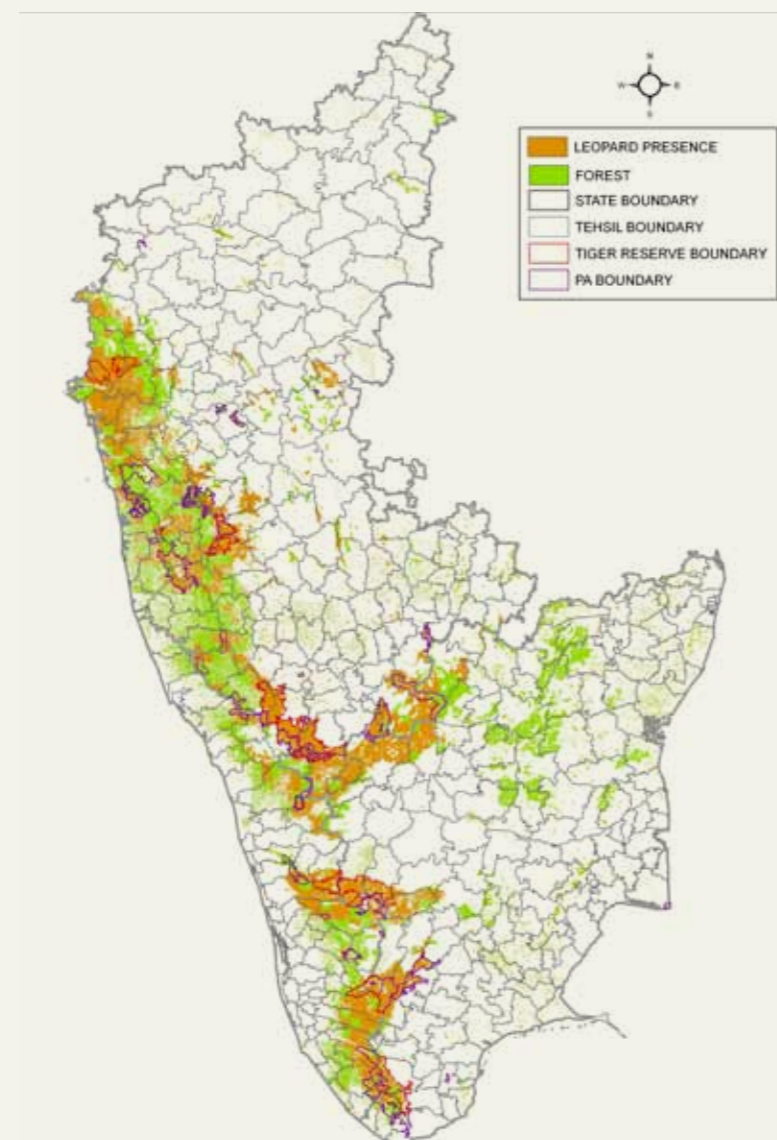 N
W E
S
LEOPARD PRESENCE
FOREST
STATE BOUNDARY
TEHSIL BOUNDARY
TIGER RESERVE BOUNDARY
PA BOUNDARY